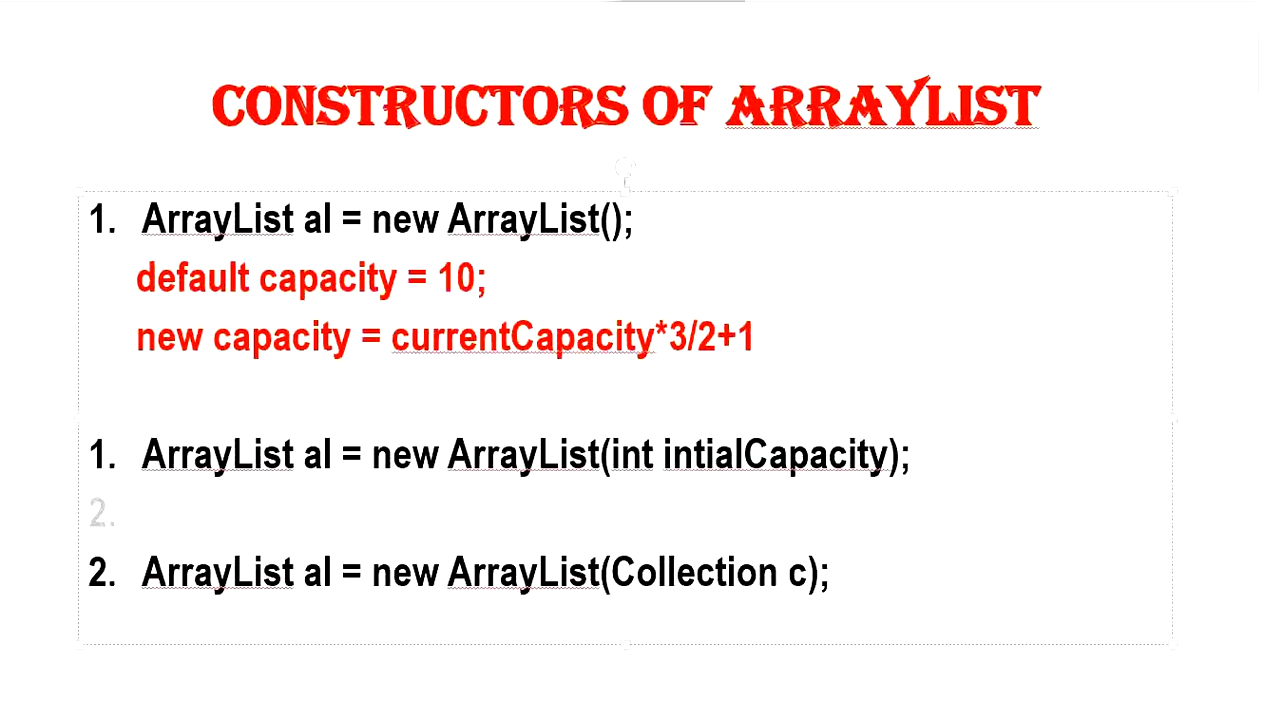 CONSTRUCTORS OF ARRAYLIST
1. ArrayList al = new ArrayList();
default capacity = 10;
new capacity = currentCapacity*3/2+1
1. ArrayList al = new ArrayList(int intialCapacity);
2.
2. ArrayList al = new ArrayList(Collection c);